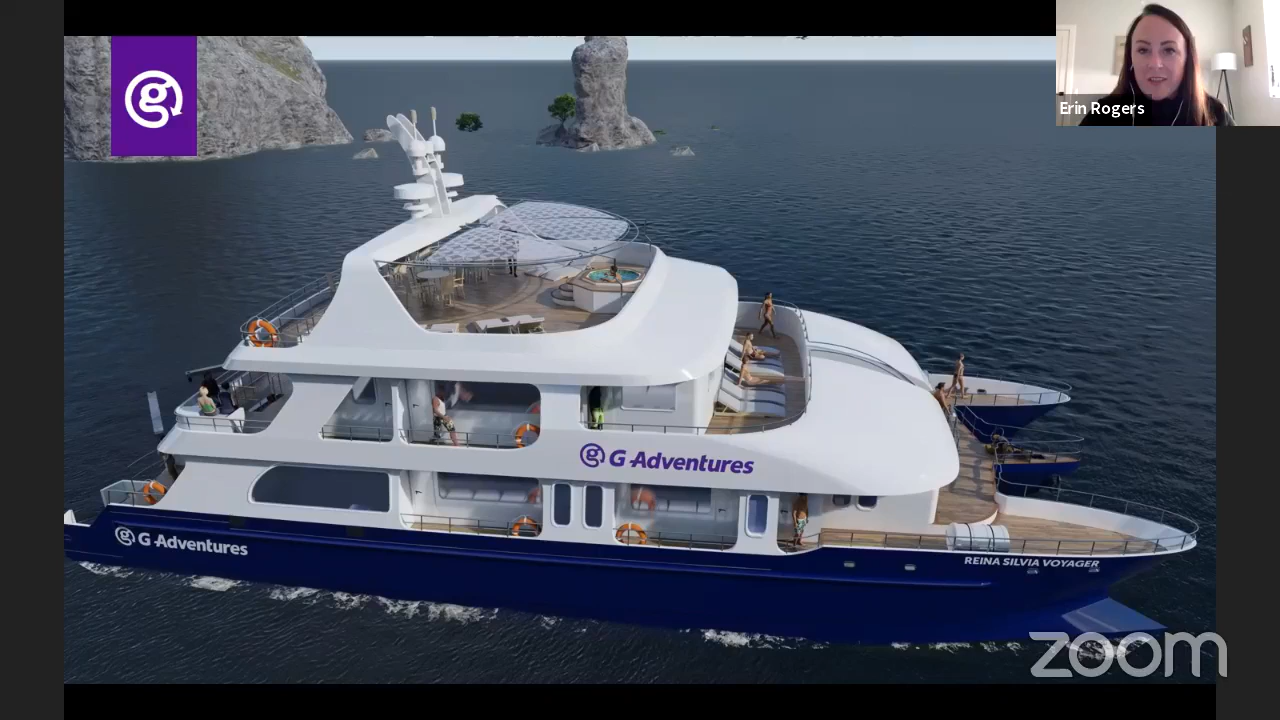 Erin Rogers
g
g G Adventures
g G Adventures
REINA SILVIA VOYAGER
zoom